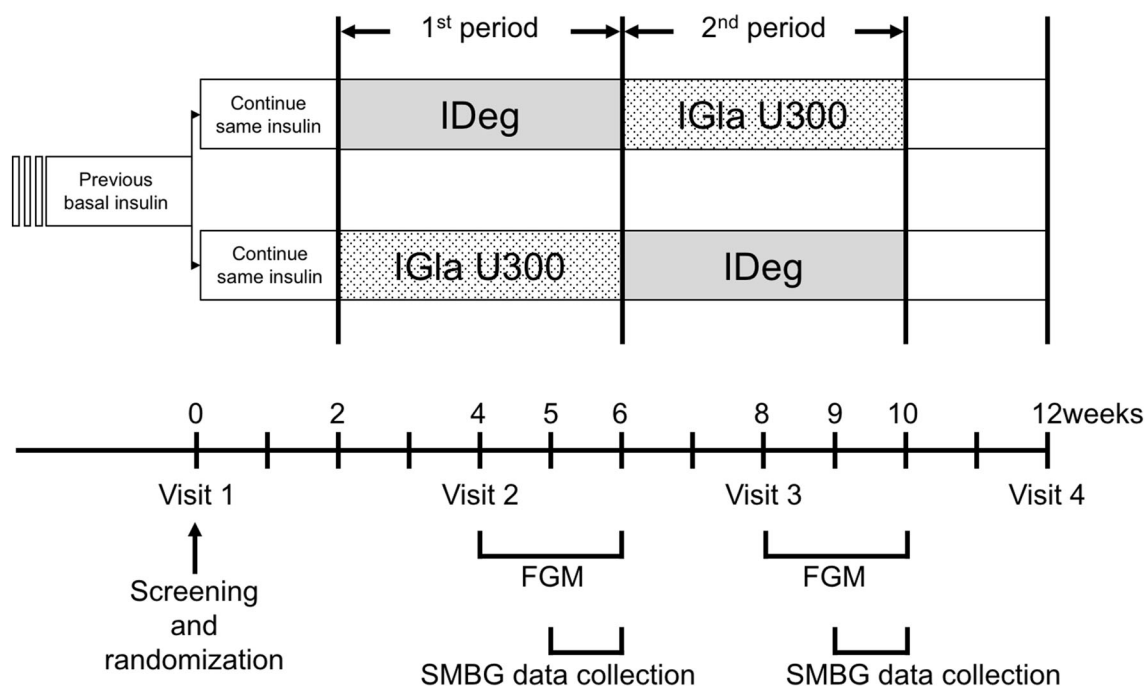 1st period
2nd period
Continue
same insulin
IDeg
IGla U300
Previous
basal insulin
Continue
same insulin
IGla U300
IDeg
0 2 4 5 6 8 9 10 12weeks
Visit 1 Visit 2 Visit 3 Visit 4
FGM FGM
Screening
and
randomization
SMBG data collection SMBG data collection